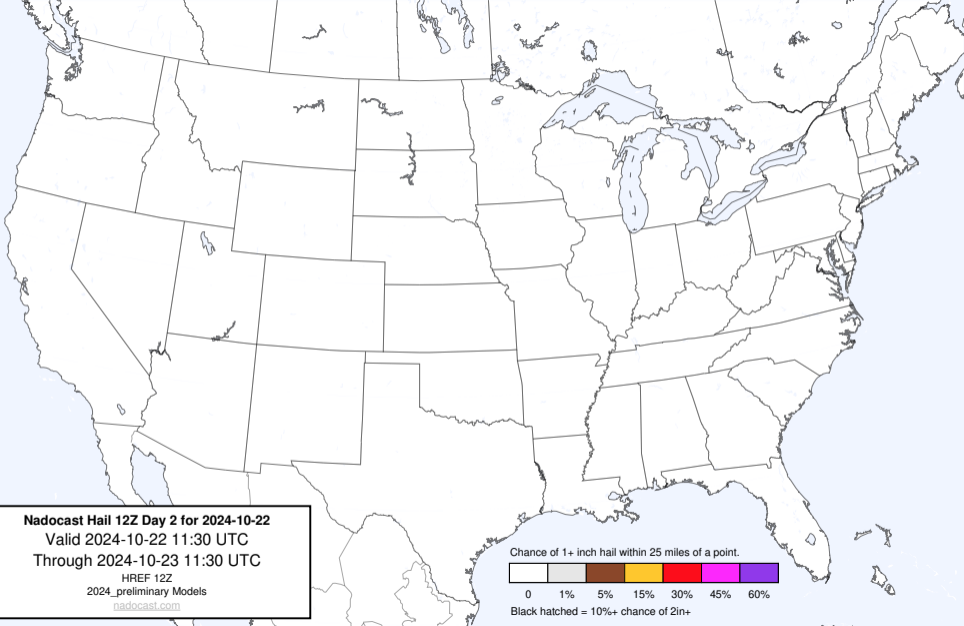 Nadocast Hail 12Z Day 2 for 2024-10-22
Valid 2024-10-22 11:30 UTC
Through 2024-10-23 11:30 UTC
HREF 12Z
2024_preliminary Models
nadocast.com
Chance of 1+ inch hail within 25 miles of a point.
0 1% 5% 15% 30% 45% 60%
Black hatched = 10%+ chance of 2in+